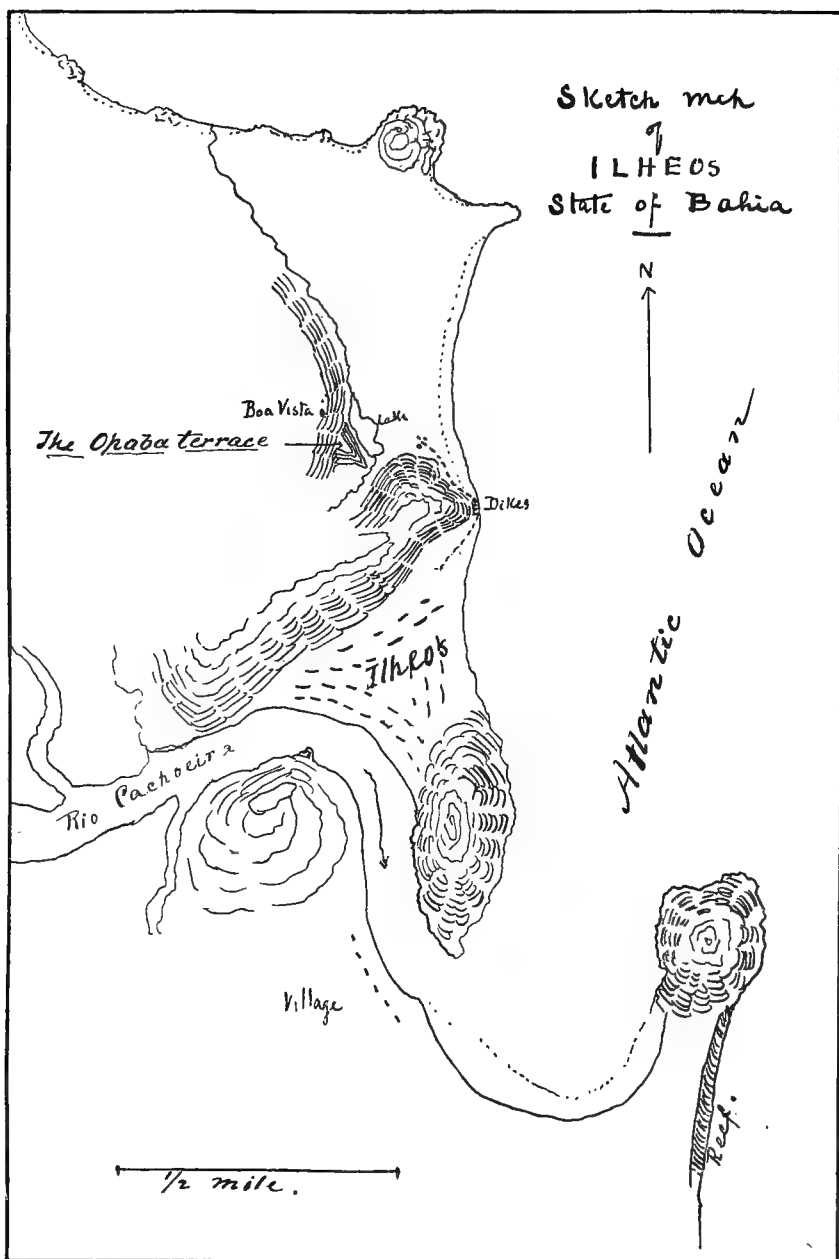 Sketch mch
of
ILHEOS
State of Bahia
N
Boa Vista
The Opaba terrace
Dikes
Atlantic Ocean
Ilheos
Rio Cachoeira
Village
Reef.
1/2 mile.